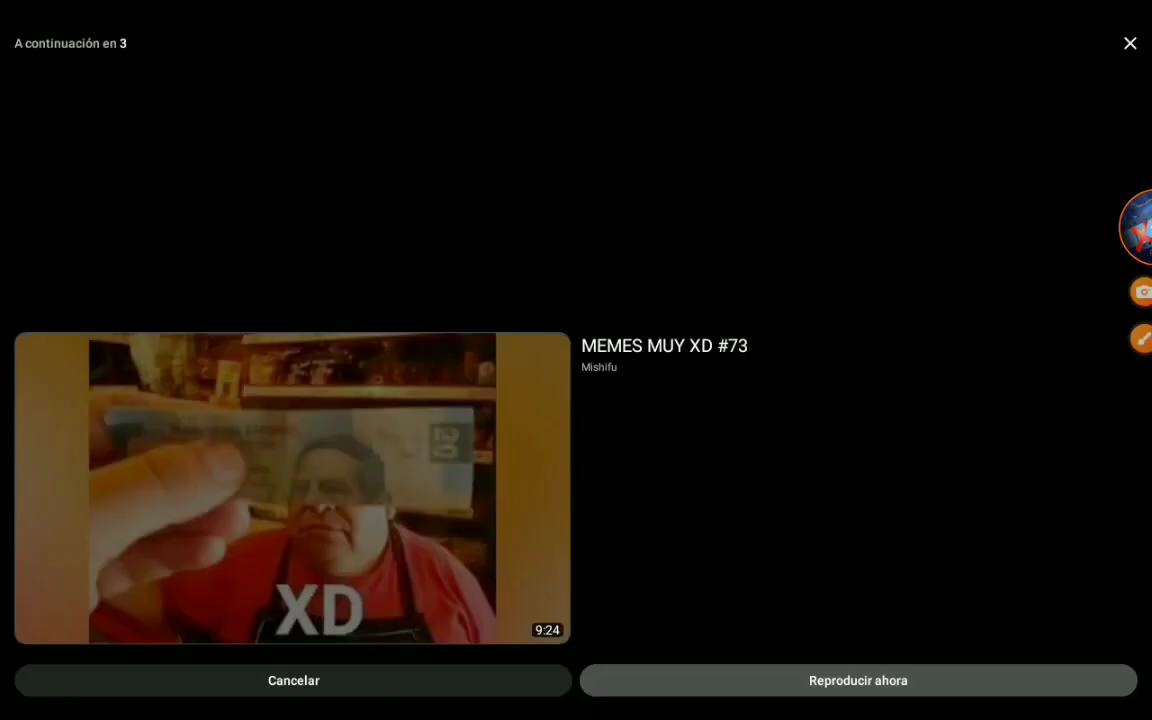 A continuación en 3
MEMES MUY XD #73
Mishifu
20
XD
9:24
Cancelar
Reproducir ahora